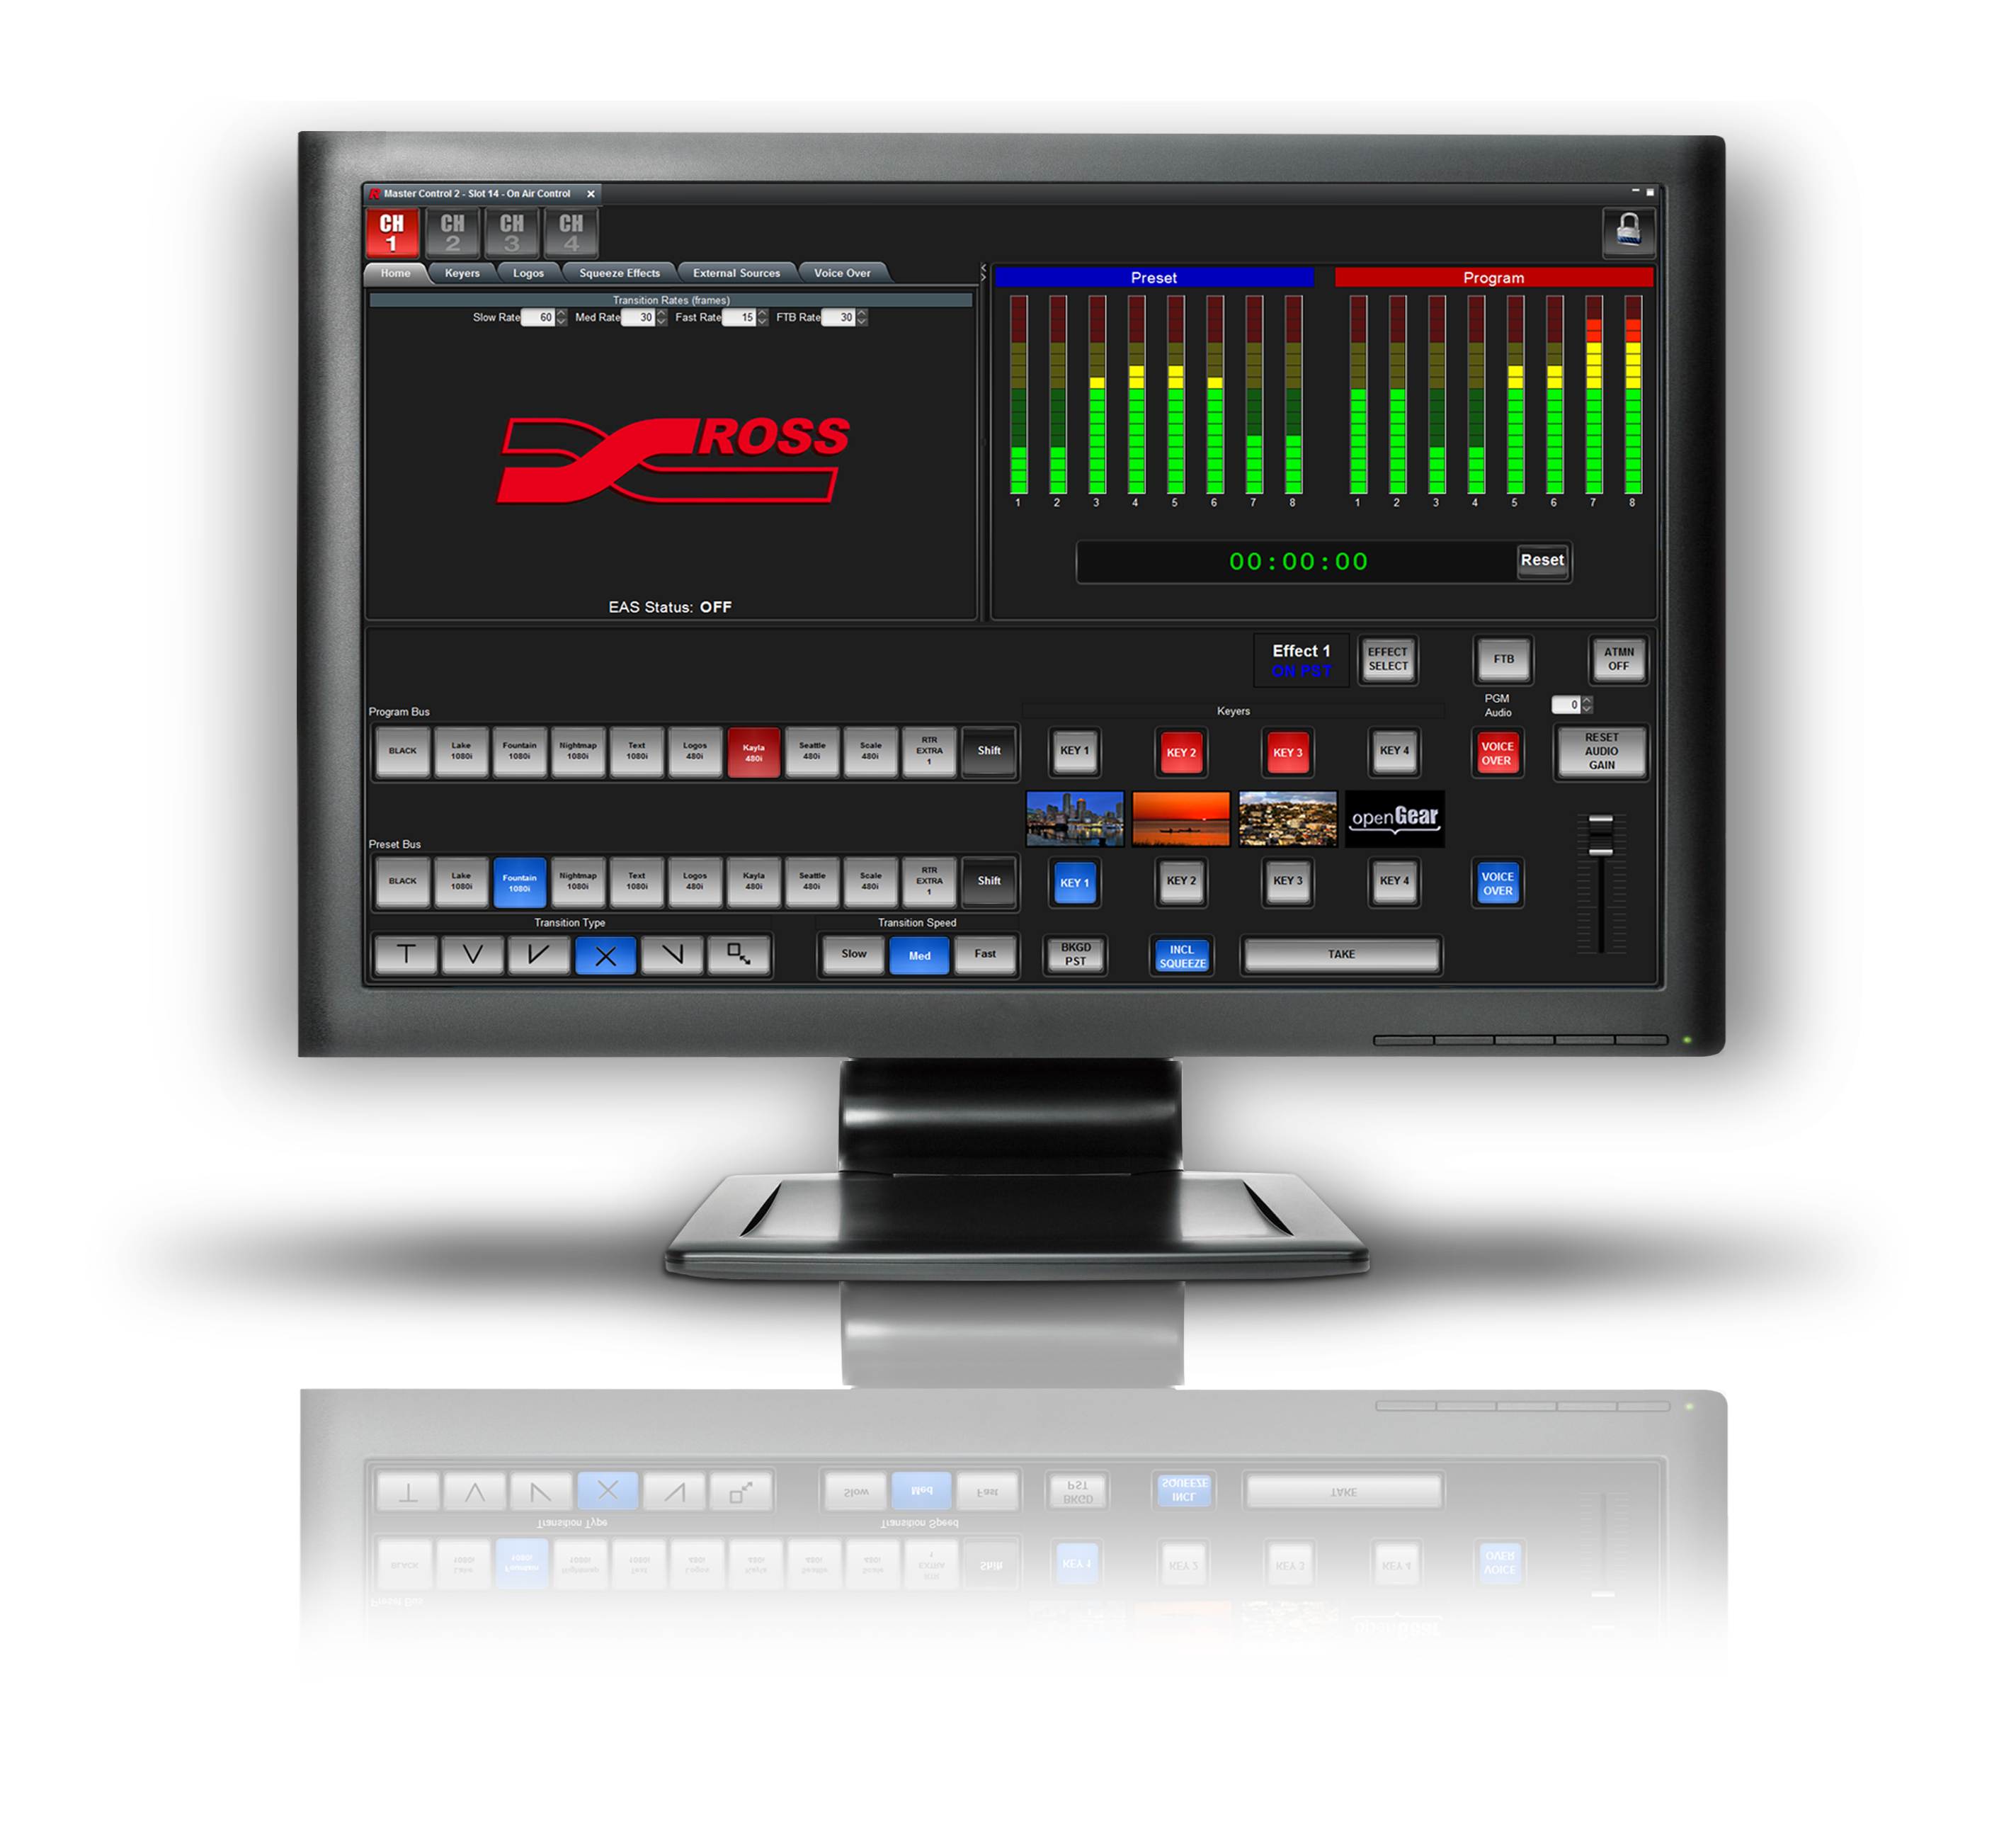 Master Control 2 - Slot 14 - On Air Control
CH 1
CH 2
CH 3
CH 4
Home
Keyers
Logos
Squeeze Effects
External Sources
Voice Over
Transition Rates (frames)
Slow Rate 60 Med Rate 30 Fast Rate 15 FTB Rate 30
ROSS
EAS Status: OFF
Preset
Program
1 2 3 4 5 6 7 8
1 2 3 4 5 6 7 8
00:00:00
Reset
Effect 1
ON PST
EFFECT
SELECT
FTB
ATMN
OFF
Program Bus
Keyers
PGM
Audio
0
BLACK
Lake
1080i
Fountain
1080i
Nightmap
1080i
Text
1080i
Logos
480i
Kayla
480i
Seattle
480i
Scale
480i
RTR
EXTRA
1
Shift
KEY 1
KEY 2
KEY 3
KEY 4
VOICE
OVER
RESET
AUDIO
GAIN
openGear
Preset Bus
BLACK
Lake
1080i
Fountain
1080i
Nightmap
1080i
Text
1080i
Logos
480i
Kayla
480i
Seattle
480i
Scale
480i
RTR
EXTRA
1
Shift
KEY 1
KEY 2
KEY 3
KEY 4
VOICE
OVER
Transition Type
Transition Speed
Slow
Med
Fast
BKGD
PST
INCL
SQUEEZE
TAKE